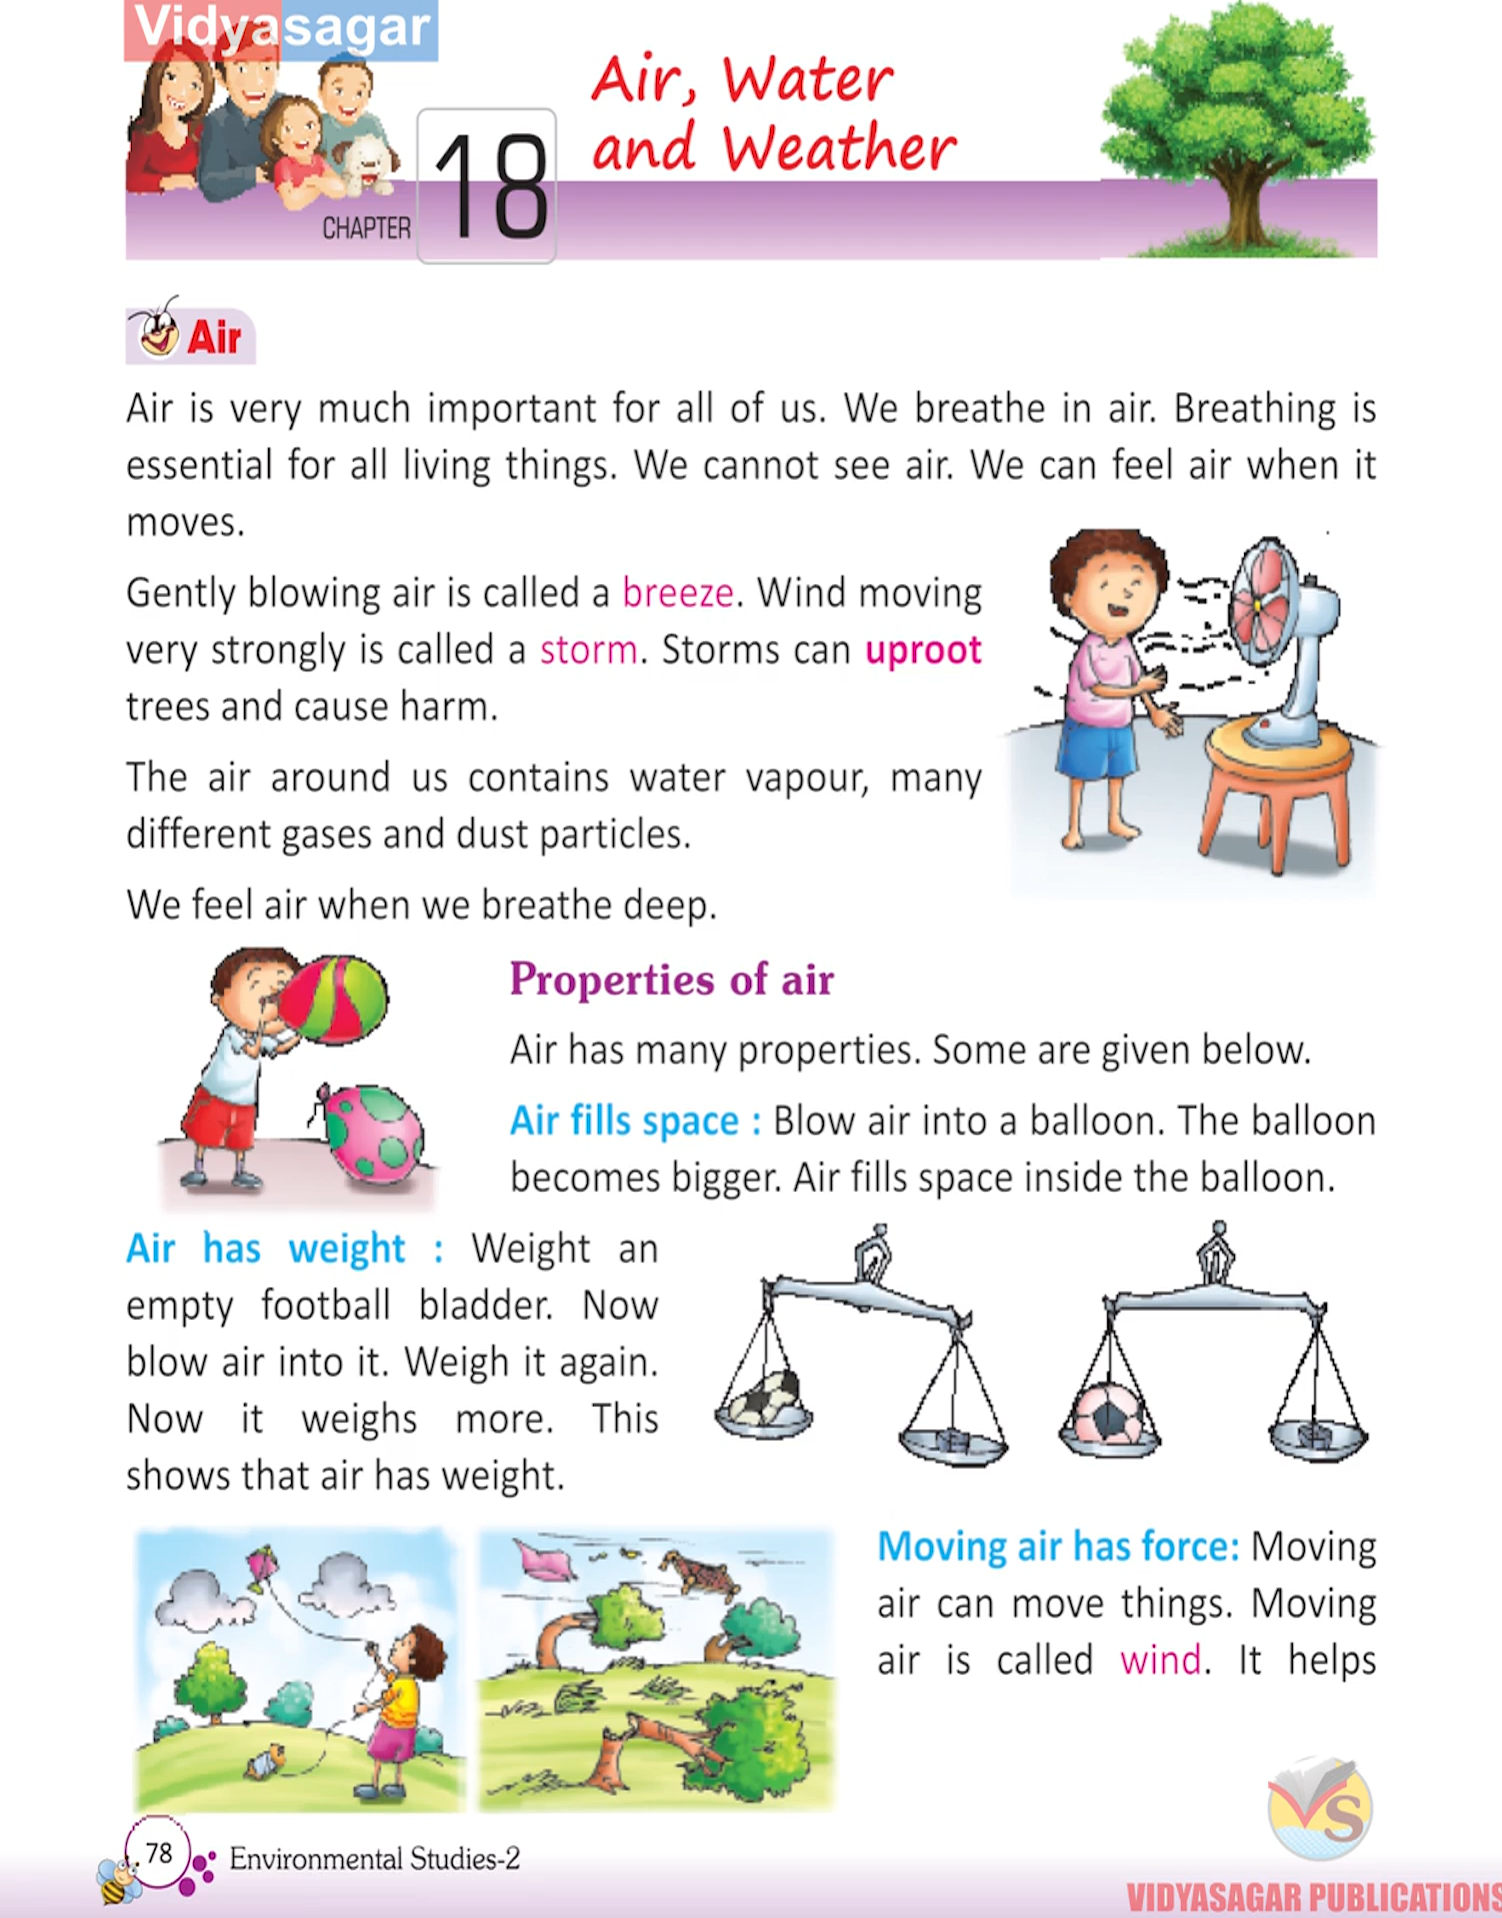 Vidyasagar
Air, Water
and Weather
CHAPTER 18
Air
Air is very much important for all of us. We breathe in air. Breathing is
essential for all living things. We cannot see air. We can feel air when it
moves.
Gently blowing air is called a breeze. Wind moving
very strongly is called a storm. Storms can uproot
trees and cause harm.
The air around us contains water vapour, many
different gases and dust particles.
We feel air when we breathe deep.
Properties of air
Air has many properties. Some are given below.
Air fills space : Blow air into a balloon. The balloon
becomes bigger. Air fills space inside the balloon.
Air has weight : Weight an
empty football bladder. Now
blow air into it. Weigh it again.
Now it weighs more. This
shows that air has weight.
Moving air has force: Moving
air can move things. Moving
air is called wind. It helps
78 Environmental Studies-2
VS
VIDYASAGAR PUBLICATIONS